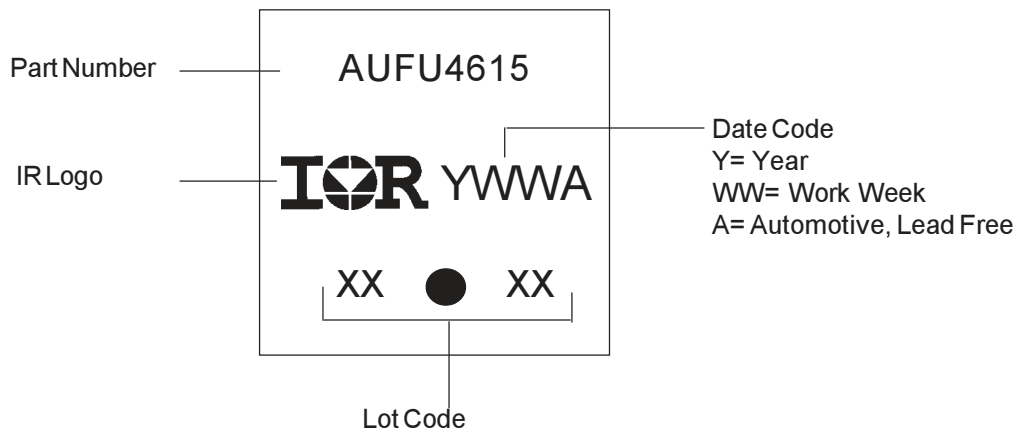 Part Number
AUFU4615
IR Logo
IOR YWWA
Date Code
Y= Year
WW= Work Week
A= Automotive, Lead Free
XX XX
Lot Code